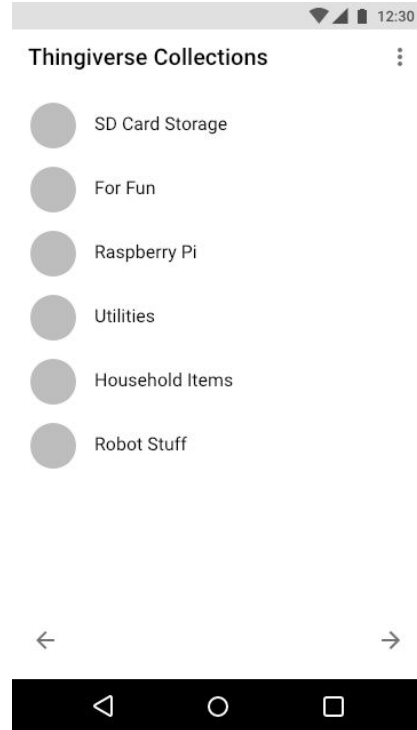 12:30
Thingiverse Collections
SD Card Storage
For Fun
Raspberry Pi
Utilities
Household Items
Robot Stuff